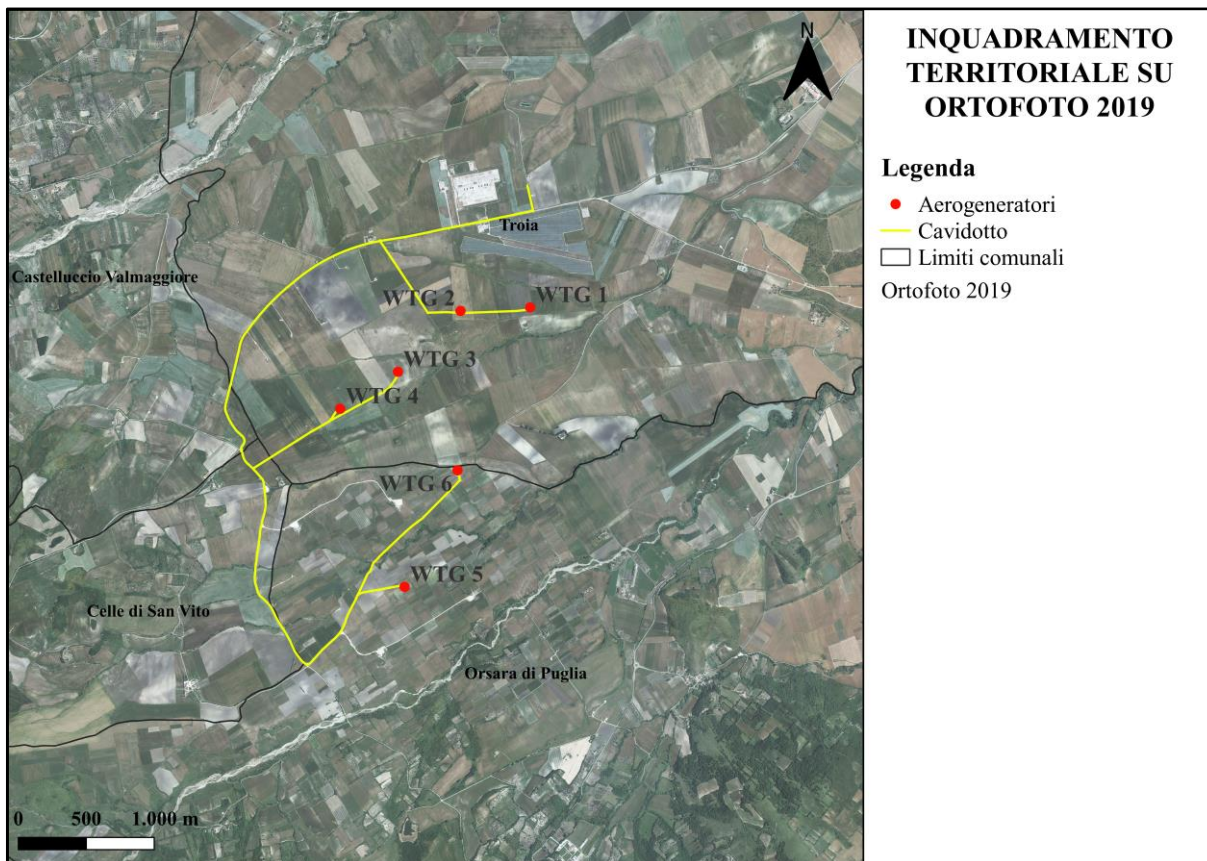 INQUADRAMENTO
TERRITORIALE SU
ORTOFOTO 2019
Legenda
Aerogeneratori
Cavidotto
Limiti comunali
Ortofoto 2019
N
Troia
Castelluccio Valmaggiore
WTG 2
WTG 1
WTG 3
WTG 4
WTG 6
WTG 5
Celle di San Vito
Orsara di Puglia
0 500 1.000 m